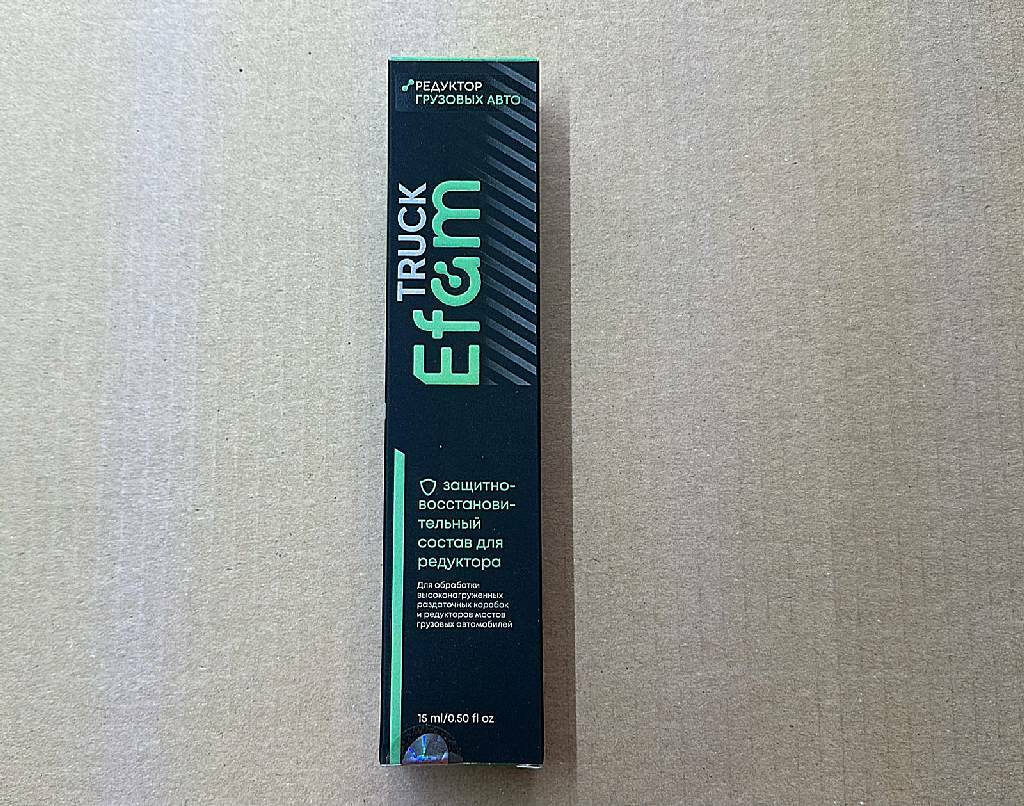 РЕДУКТОР
ГРУЗОВЫХ АВТО
TRUCK
Efam
защитно-
восстанови-
тельный
состав для
редуктора
Для обработки
высоконагруженных
раздаточных коробок
и редукторов мостов
грузовых автомобилей
15 ml/0.50 fl oz